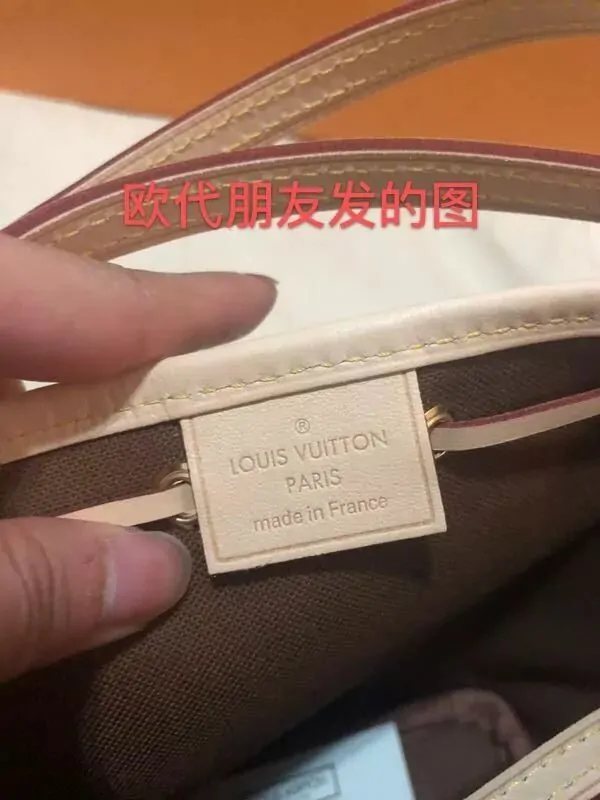 欧代朋友发的图
®
LOUIS VUITTON
PARIS
made in France